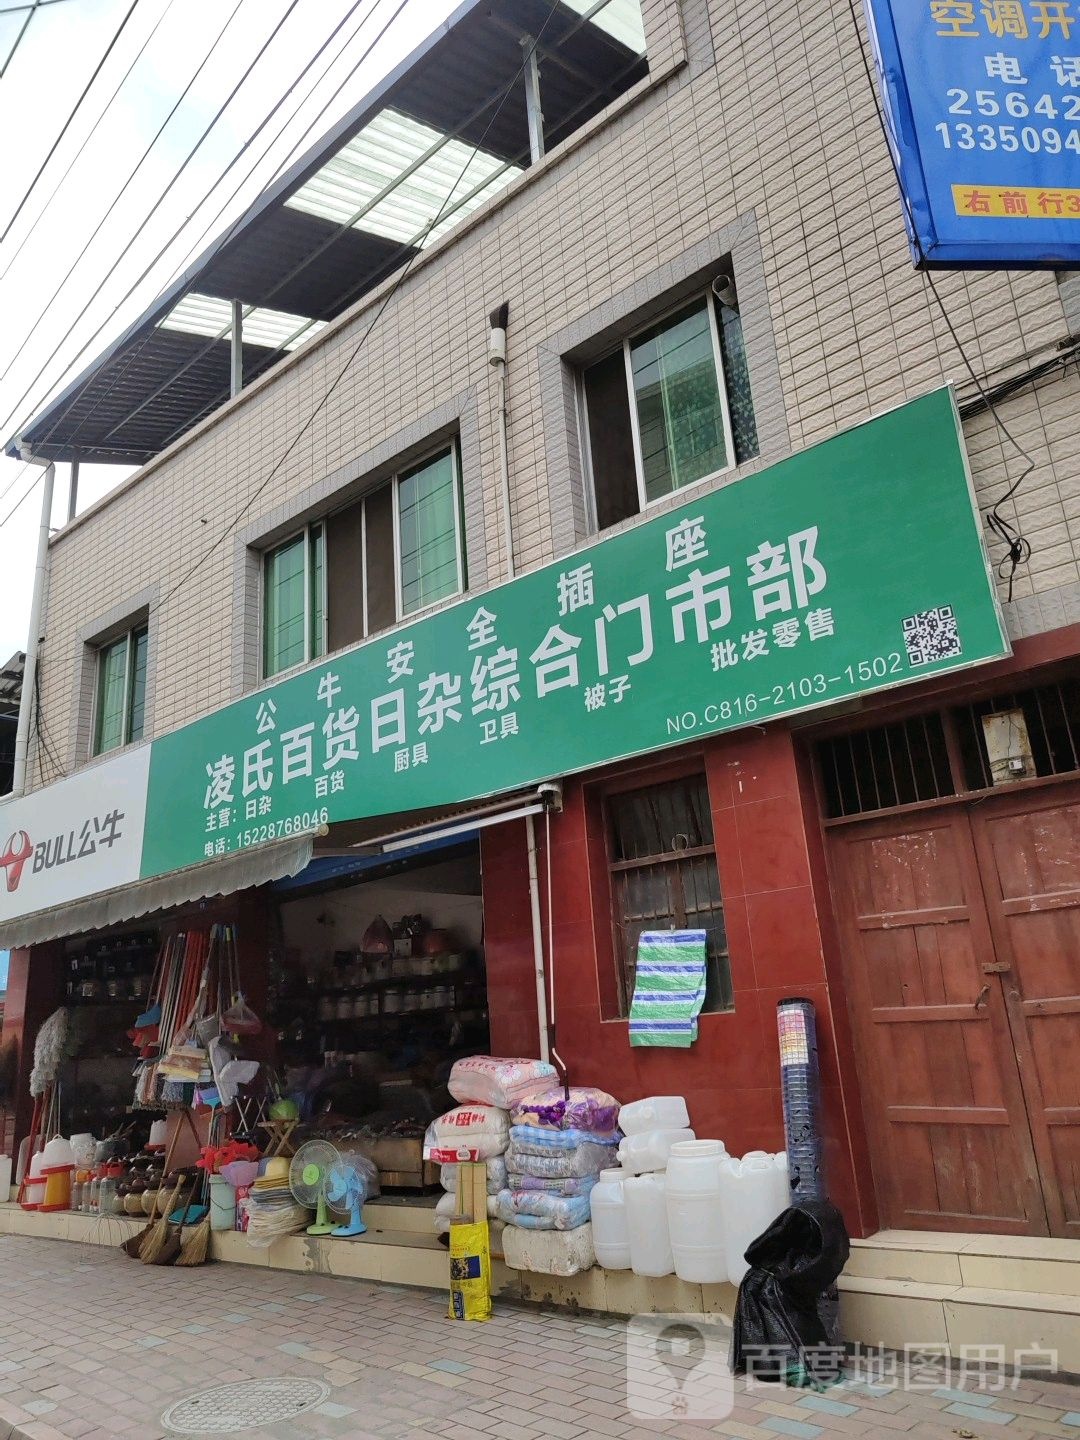 空调开
电话
25642
1335094
右前行3
公牛安全插座
凌氏百货日杂综合门市部
主营：日杂 百货 厨具 卫具 被子 批发零售
电话：15228768046
NO.C816-2103-1502
BULL公牛
百度地图用户